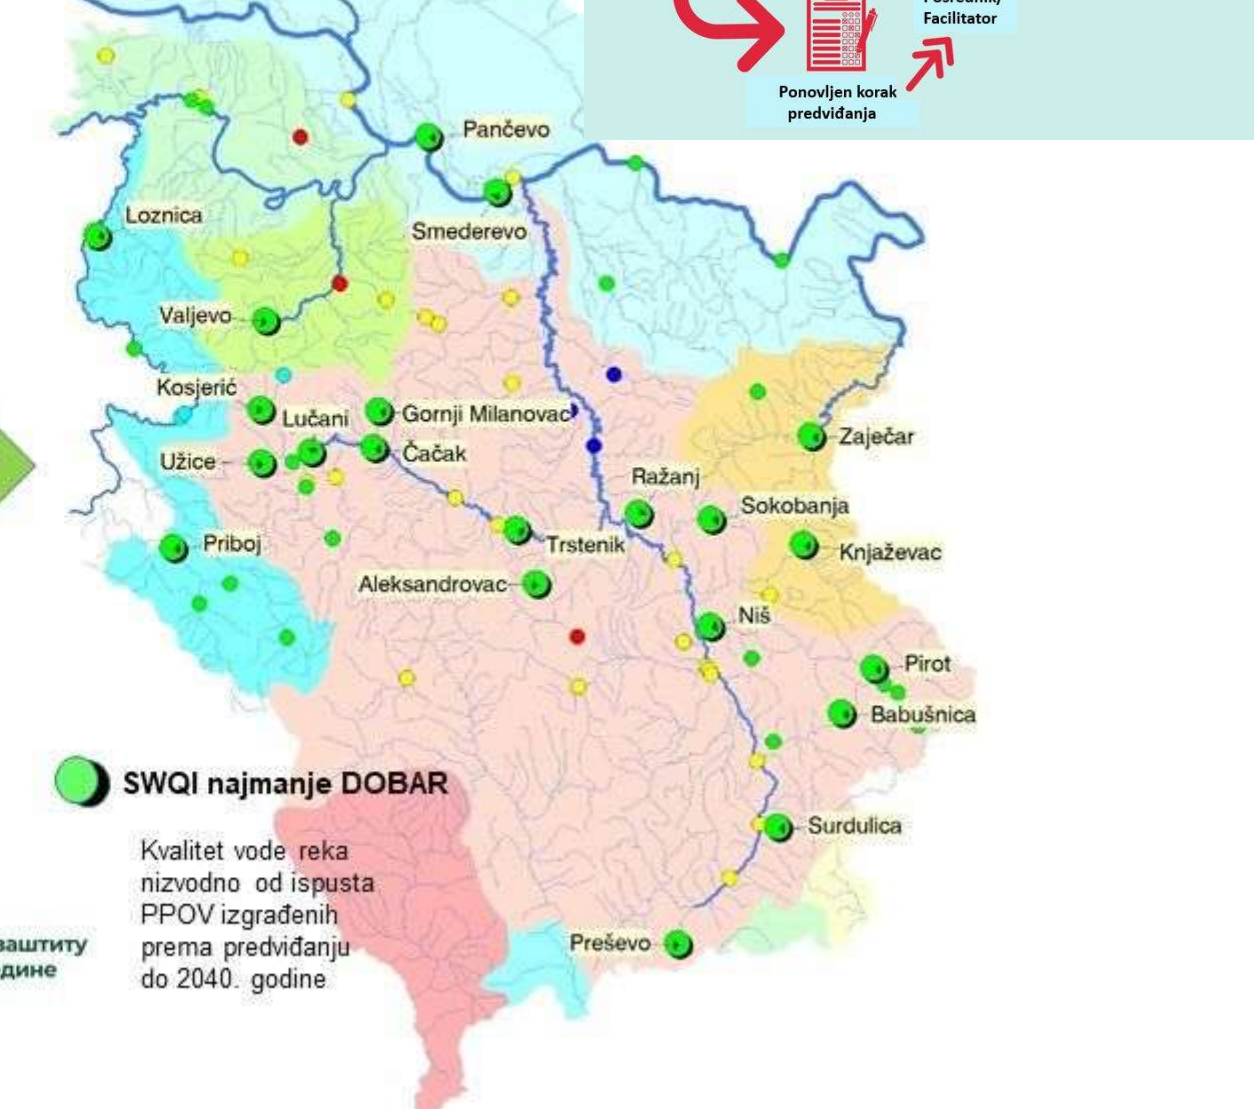 Facilitator
Ponovljen korak
predviđanja
Pančevo
Loznica
Smederevo
Valjevo
Kosjerić
Lučani
Gornji Milanovac
Užice
Čačak
Zaječar
Ražanj
Sokobanja
Priboj
Trstenik
Knjaževac
Aleksandrovac
Niš
Pirot
Babušnica
SWQI najmanje DOBAR
Surdulica
Kvalitet vode reka
nizvodno od ispusta
PPOV izgrađenih
prema predviđanju
do 2040. godine
Preševo